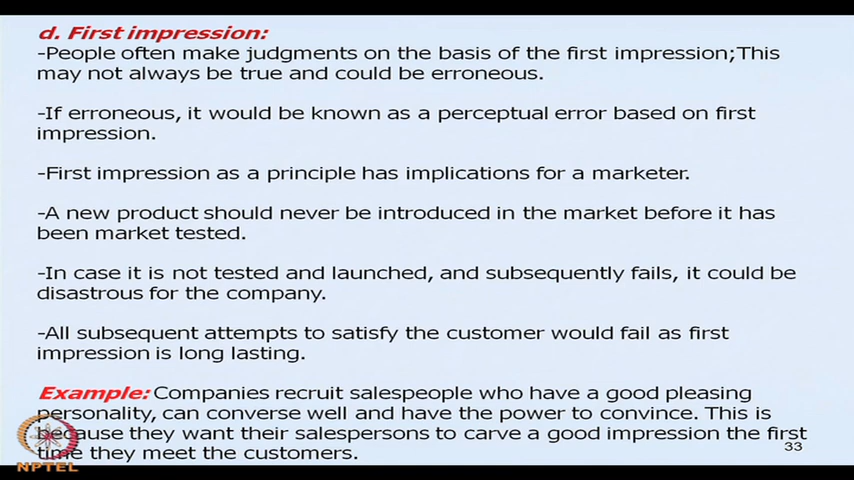 d. First impression:
-People often make judgments on the basis of the first impression;This
may not always be true and could be erroneous.
-If erroneous, it would be known as a perceptual error based on first
impression.
-First impression as a principle has implications for a marketer.
-A new product should never be introduced in the market before it has
been market tested.
-In case it is not tested and launched, and subsequently fails, it could be
disastrous for the company.
-All subsequent attempts to satisfy the customer would fail as first
impression is long lasting.
Example: Companies recruit salespeople who have a good pleasing
personality, can converse well and have the power to convince. This is
because they want their salespersons to carve a good impression the first
time they meet the customers.
33
NPTEL